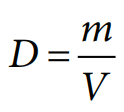 D = m/V